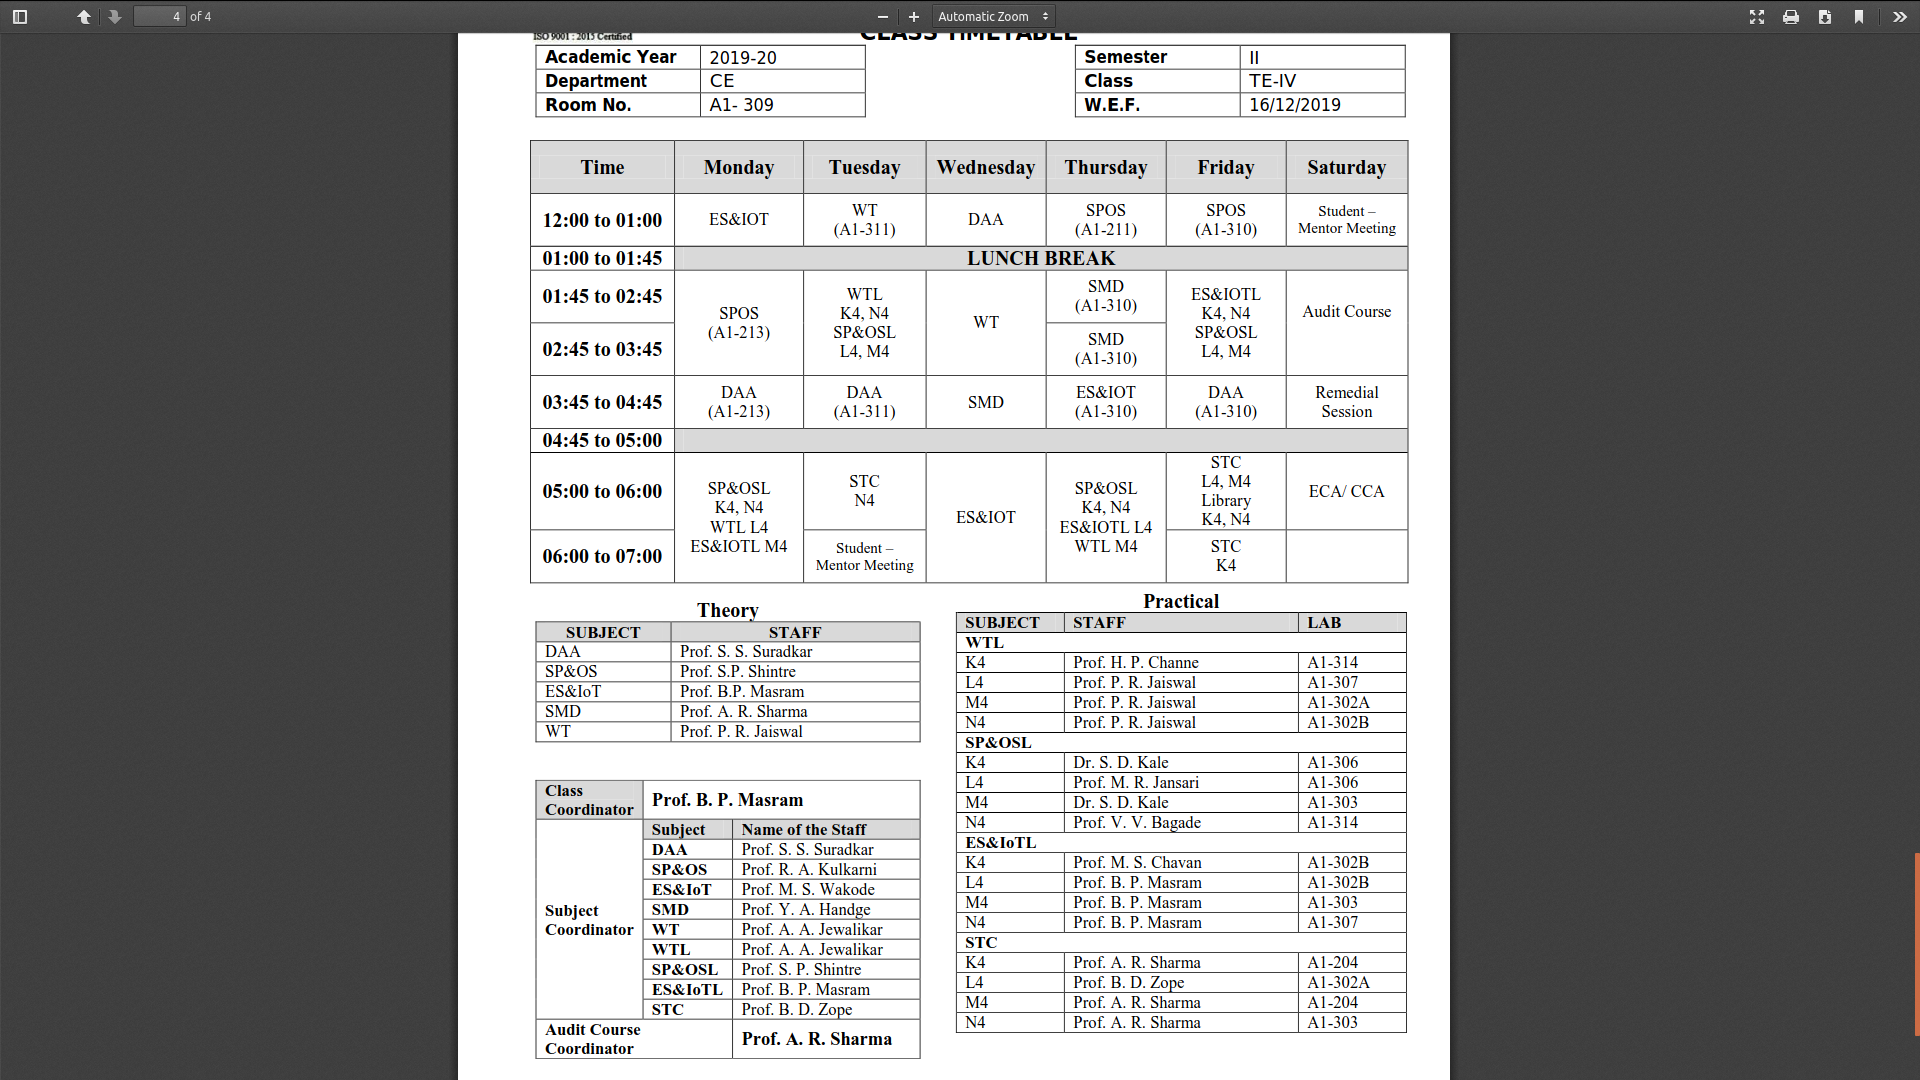 4 of 4
Automatic Zoom
ISO 9001 : 2015 Certified
CLASS TIMETABLE
Academic Year 2019-20 Semester II
Department CE Class TE-IV
Room No. A1- 309 W.E.F. 16/12/2019
Time Monday Tuesday Wednesday Thursday Friday Saturday
12:00 to 01:00 ES&IOT WT (A1-311) DAA SPOS (A1-211) SPOS (A1-310) Student – Mentor Meeting
01:00 to 01:45 LUNCH BREAK
01:45 to 02:45
02:45 to 03:45
SPOS
(A1-213)
WTL
K4, N4
SP&OSL
L4, M4
WT
SMD
(A1-310)
SMD
(A1-310)
ES&IOTL
K4, N4
SP&OSL
L4, M4
Audit Course
03:45 to 04:45 DAA (A1-213) DAA (A1-311) SMD ES&IOT (A1-310) DAA (A1-310) Remedial Session
04:45 to 05:00
05:00 to 06:00
06:00 to 07:00
SP&OSL
K4, N4
WTL L4
ES&IOTL M4
STC
N4
Student –
Mentor Meeting
ES&IOT
SP&OSL
K4, N4
ES&IOTL L4
WTL M4
STC
L4, M4
Library
K4, N4
STC
K4
ECA/ CCA
Theory
SUBJECT STAFF
DAA Prof. S. S. Suradkar
SP&OS Prof. S.P. Shintre
ES&IoT Prof. B.P. Masram
SMD Prof. A. R. Sharma
WT Prof. P. R. Jaiswal
Class
Coordinator
Prof. B. P. Masram
Subject
Coordinator
Subject Name of the Staff
DAA Prof. S. S. Suradkar
SP&OS Prof. R. A. Kulkarni
ES&IoT Prof. M. S. Wakode
SMD Prof. Y. A. Handge
WT Prof. A. A. Jewalikar
WTL Prof. A. A. Jewalikar
SP&OSL Prof. S. P. Shintre
ES&IoTL Prof. B. P. Masram
STC Prof. B. D. Zope
Audit Course
Coordinator
Prof. A. R. Sharma
Practical
SUBJECT STAFF LAB
WTL
K4 Prof. H. P. Channe A1-314
L4 Prof. P. R. Jaiswal A1-307
M4 Prof. P. R. Jaiswal A1-302A
N4 Prof. P. R. Jaiswal A1-302B
SP&OSL
K4 Dr. S. D. Kale A1-306
L4 Prof. M. R. Jansari A1-306
M4 Dr. S. D. Kale A1-303
N4 Prof. V. V. Bagade A1-314
ES&IoTL
K4 Prof. M. S. Chavan A1-302B
L4 Prof. B. P. Masram A1-302B
M4 Prof. B. P. Masram A1-303
N4 Prof. B. P. Masram A1-307
STC
K4 Prof. A. R. Sharma A1-204
L4 Prof. B. D. Zope A1-302A
M4 Prof. A. R. Sharma A1-204
N4 Prof. A. R. Sharma A1-303